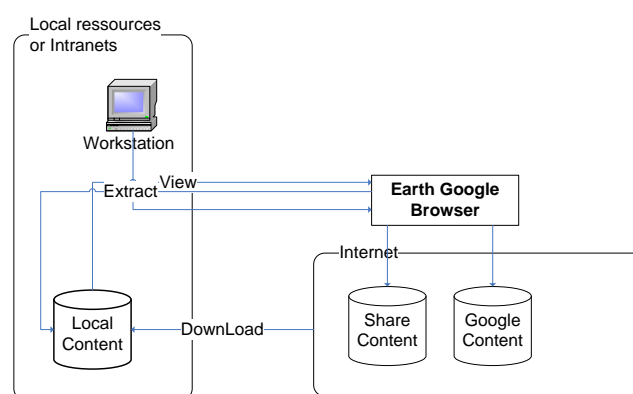 Local ressources
or Intranets
Workstation
View
Extract
Earth Google
Browser
Internet
Local
Content
DownLoad
Share
Content
Google
Content